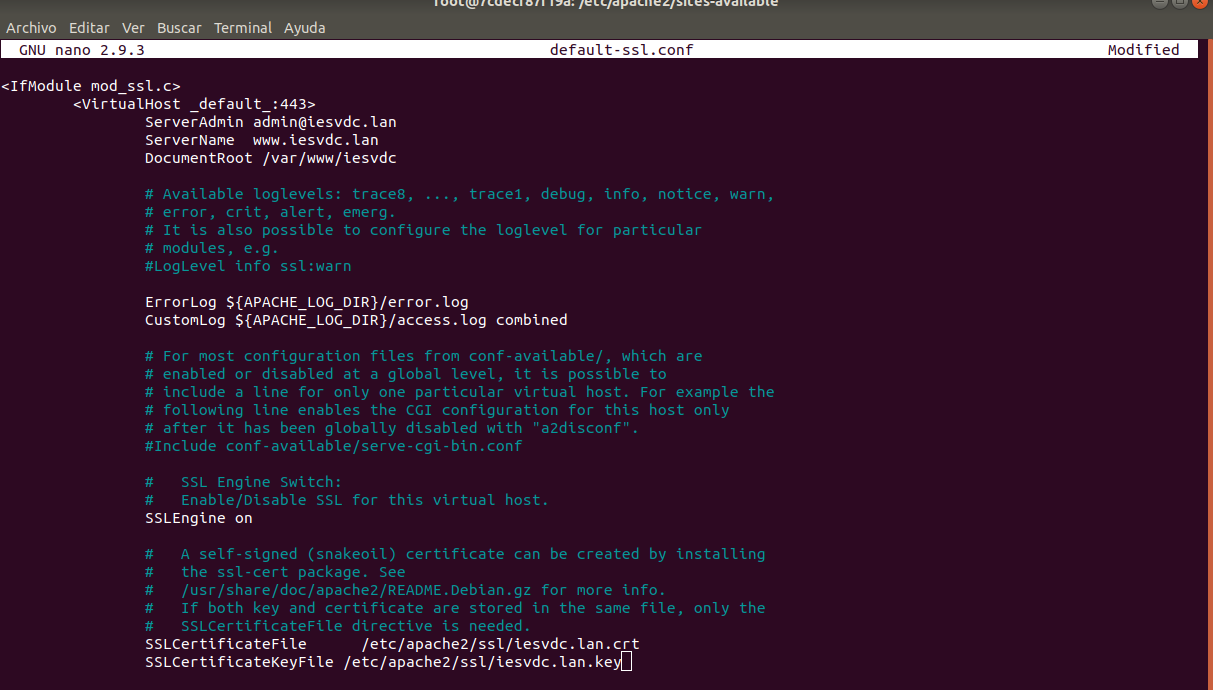 root@7cdecf87f19a: /etc/apache2/sites-available
Archivo Editar Ver Buscar Terminal Ayuda
GNU nano 2.9.3 default-ssl.conf Modified
<IfModule mod_ssl.c>
<VirtualHost _default_:443>
ServerAdmin admin@iesvdc.lan
ServerName www.iesvdc.lan
DocumentRoot /var/www/iesvdc
# Available loglevels: trace8, ..., trace1, debug, info, notice, warn,
# error, crit, alert, emerg.
# It is also possible to configure the loglevel for particular
# modules, e.g.
#LogLevel info ssl:warn
ErrorLog ${APACHE_LOG_DIR}/error.log
CustomLog ${APACHE_LOG_DIR}/access.log combined
# For most configuration files from conf-available/, which are
# enabled or disabled at a global level, it is possible to
# include a line for only one particular virtual host. For example the
# following line enables the CGI configuration for this host only
# after it has been globally disabled with "a2disconf".
#Include conf-available/serve-cgi-bin.conf
# SSL Engine Switch:
# Enable/Disable SSL for this virtual host.
SSLEngine on
# A self-signed (snakeoil) certificate can be created by installing
# the ssl-cert package. See
# /usr/share/doc/apache2/README.Debian.gz for more info.
# If both key and certificate are stored in the same file, only the
# SSLCertificateFile directive is needed.
SSLCertificateFile /etc/apache2/ssl/iesvdc.lan.crt
SSLCertificateKeyFile /etc/apache2/ssl/iesvdc.lan.key